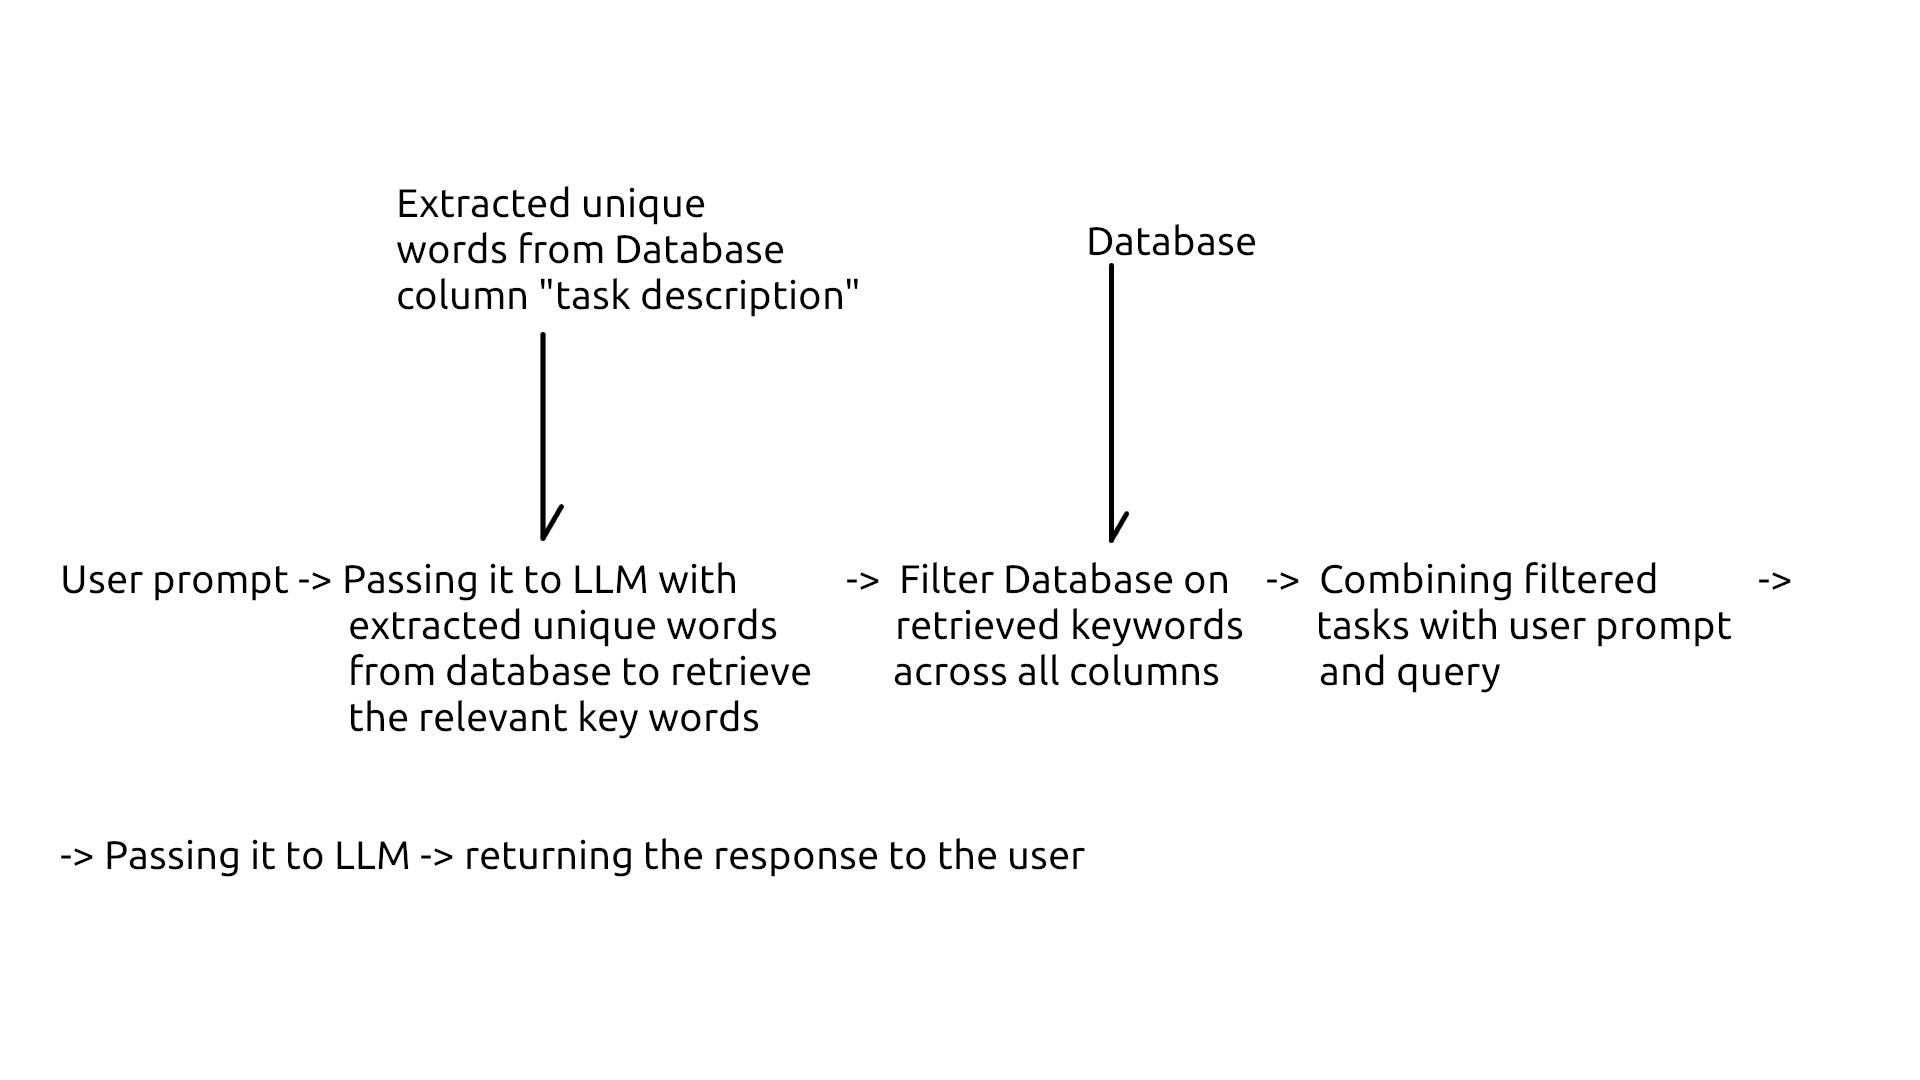 Extracted unique
words from Database
column "task description"
Database
User prompt -> Passing it to LLM with
extracted unique words
from database to retrieve
the relevant key words
-> Filter Database on
retrieved keywords
across all columns
-> Combining filtered
tasks with user prompt
and query
->
-> Passing it to LLM -> returning the response to the user